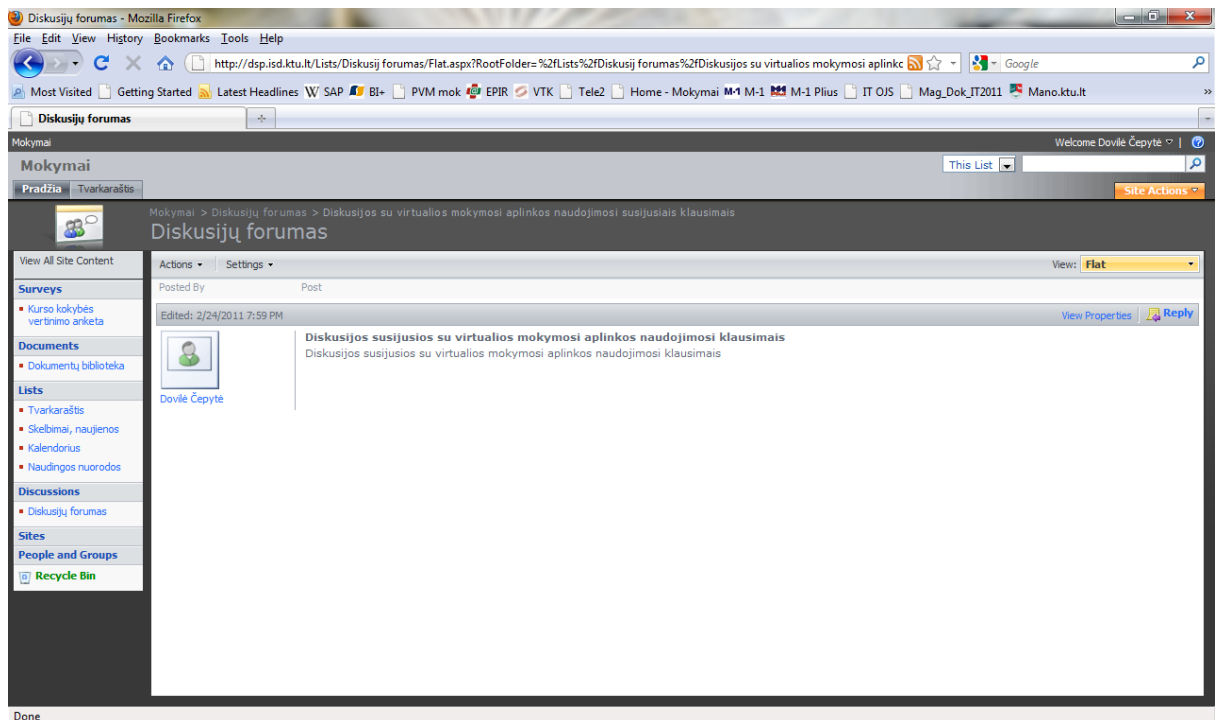 Diskusijų forumas - Mozilla Firefox
File Edit View History Bookmarks Tools Help
http://dsp.isd.ktu.lt/Lists/Diskusij forumas/Flat.aspx?RootFolder=%2fLists%2fDiskusij forumas%2fDiskusijos su virtualios mokymosi aplinkc Google
Most Visited Getting Started Latest Headlines SAP BI+ PVM mok EPIR VTK Tele2 Home - Mokymai M-1 M-1 M-1 Plius IT OJS Mag_Dok_IT2011 Mano.ktu.lt »
Diskusijų forumas
Mokymai Welcome Dovilė Čepytė |
Mokymai This List
Pradžia Tvarkaraštis Site Actions
Mokymai > Diskusijų forumas > Diskusijos su virtualios mokymosi aplinkos naudojimosi susijusiais klausimais
Diskusijų forumas
View All Site Content
Actions Settings View: Flat
Surveys
Kurso kokybės
vertinimo anketa
Documents
Dokumentų biblioteka
Lists
Tvarkaraštis
Skelbimai, naujienos
Kalendorius
Naudingos nuorodos
Discussions
Diskusijų forumas
Sites
People and Groups
Recycle Bin
Posted By Post
Edited: 2/24/2011 7:59 PM View Properties Reply
Diskusijos susijusios su virtualios mokymosi aplinkos naudojimosi klausimais
Diskusijos susijusios su virtualios mokymosi aplinkos naudojimosi klausimais
Dovilė Čepytė
Done